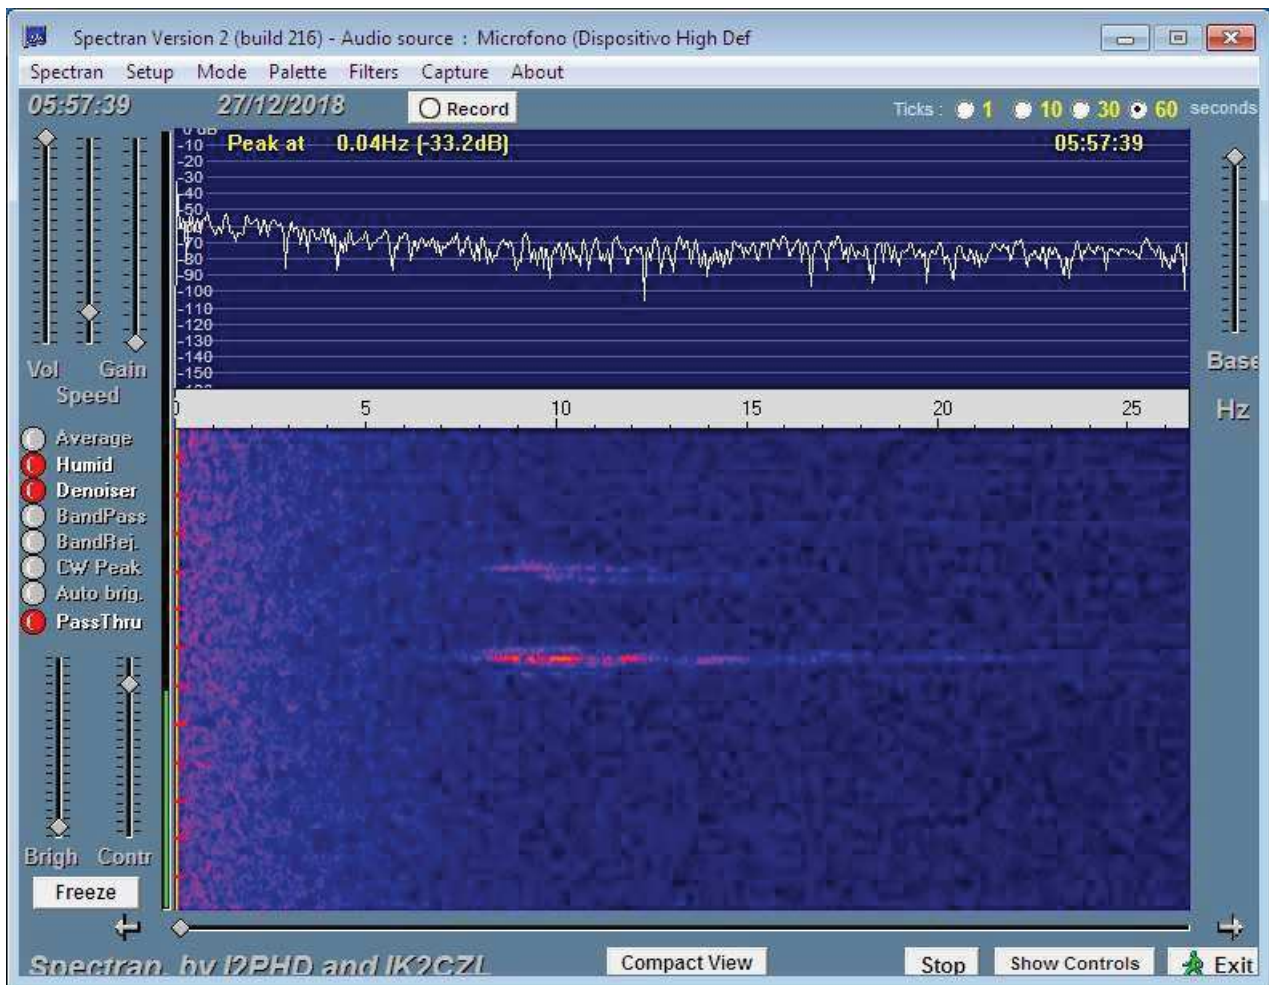 Spectran Version 2 (build 216) - Audio source : Microfono (Dispositivo High Def
Spectran Setup Mode Palette Filters Capture About
05:57:39 27/12/2018 Record Ticks : 1 10 30 60 seconds
0 dB
Peak at 0.04Hz (-33.2dB) 05:57:39
-10
-20
-30
-40
-50
-70
-80
-90
-100
-110
-120
-130
-140
-150
Vol Gain
Speed
Base
0 5 10 15 20 25 Hz
Average
Humid
Denoiser
BandPass
BandRej.
CW Peak
Auto brig.
PassThru
Brigh Contr
Freeze
Spectran, by I2PHD and IK2CZL
Compact View Stop Show Controls Exit